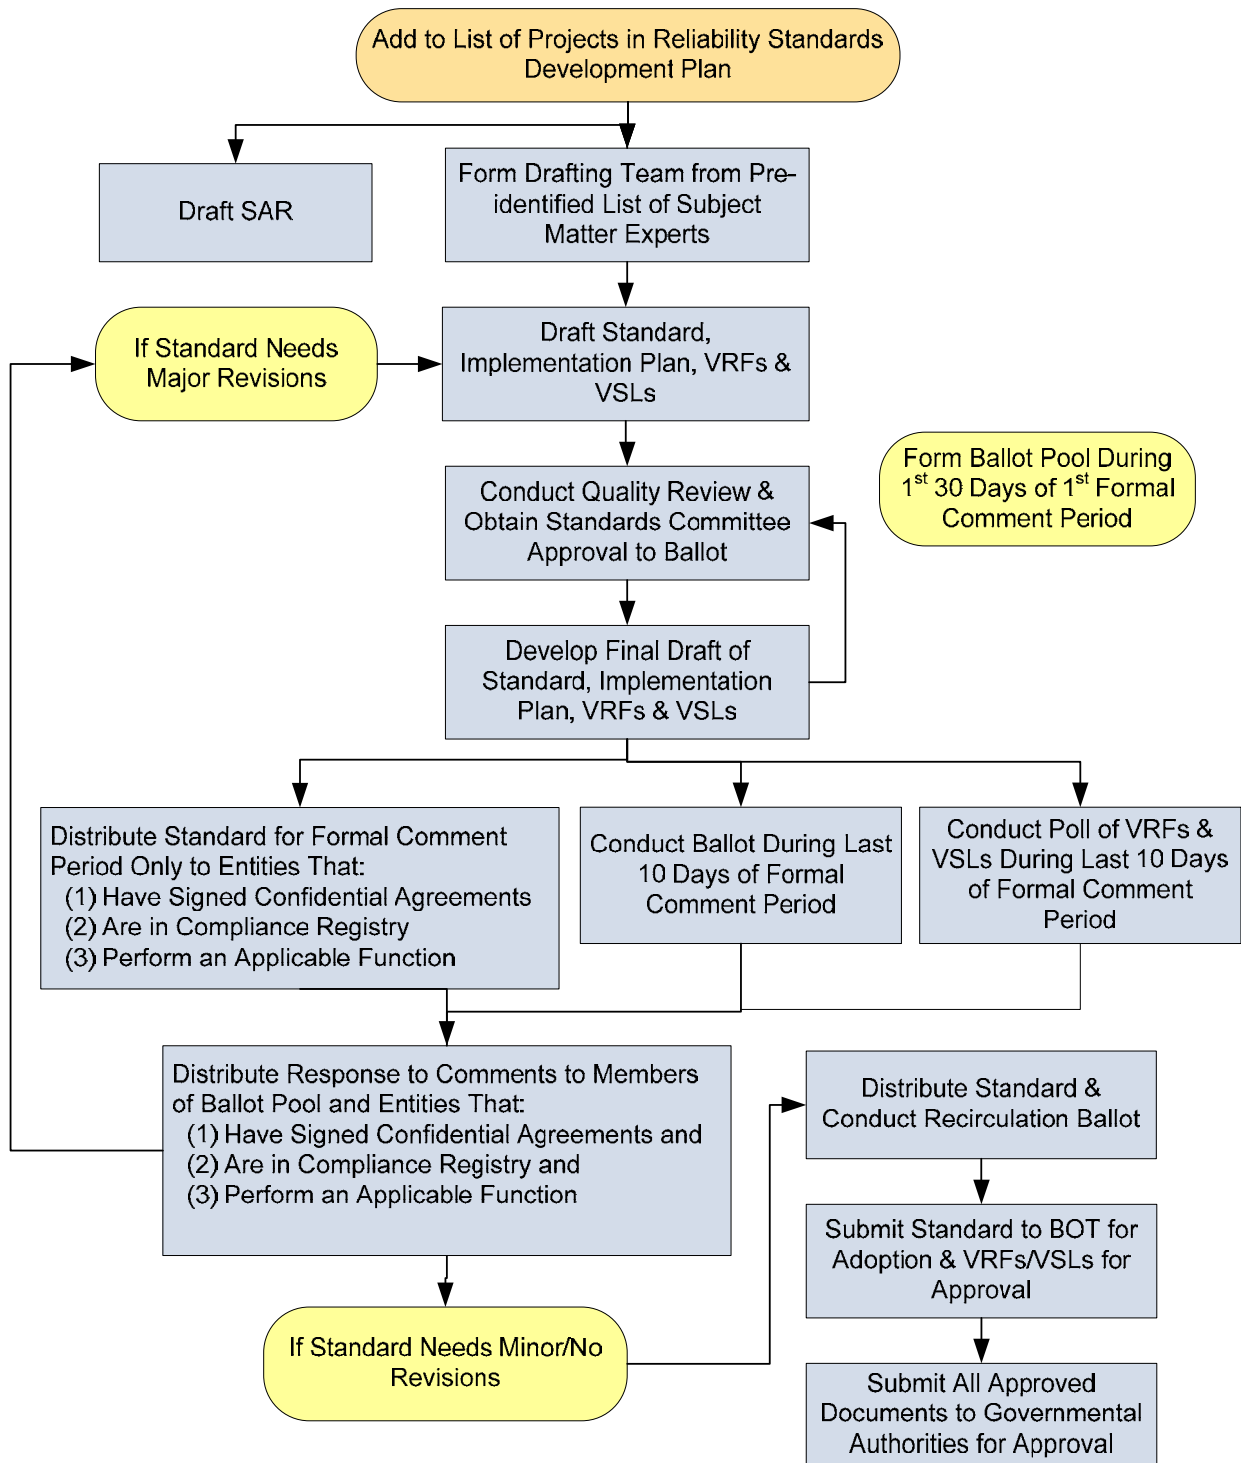 Add to List of Projects in Reliability Standards
Development Plan
Draft SAR
Form Drafting Team from Pre-
identified List of Subject
Matter Experts
If Standard Needs
Major Revisions
Draft Standard,
Implementation Plan, VRFs &
VSLs
Form Ballot Pool During
1st 30 Days of 1st Formal
Comment Period
Conduct Quality Review &
Obtain Standards Committee
Approval to Ballot
Develop Final Draft of
Standard, Implementation
Plan, VRFs & VSLs
Distribute Standard for Formal Comment
Period Only to Entities That:
(1) Have Signed Confidential Agreements
(2) Are in Compliance Registry
(3) Perform an Applicable Function
Conduct Ballot During Last
10 Days of Formal
Comment Period
Conduct Poll of VRFs &
VSLs During Last 10 Days
of Formal Comment
Period
Distribute Response to Comments to Members
of Ballot Pool and Entities That:
(1) Have Signed Confidential Agreements and
(2) Are in Compliance Registry and
(3) Perform an Applicable Function
Distribute Standard &
Conduct Recirculation Ballot
Submit Standard to BOT for
Adoption & VRFs/VSLs for
Approval
If Standard Needs Minor/No
Revisions
Submit All Approved
Documents to Governmental
Authorities for Approval